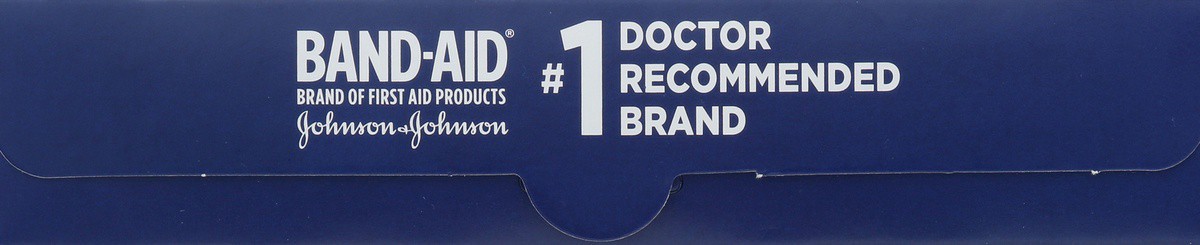 BAND-AID®
BRAND OF FIRST AID PRODUCTS
Johnson & Johnson
#1
DOCTOR
RECOMMENDED
BRAND